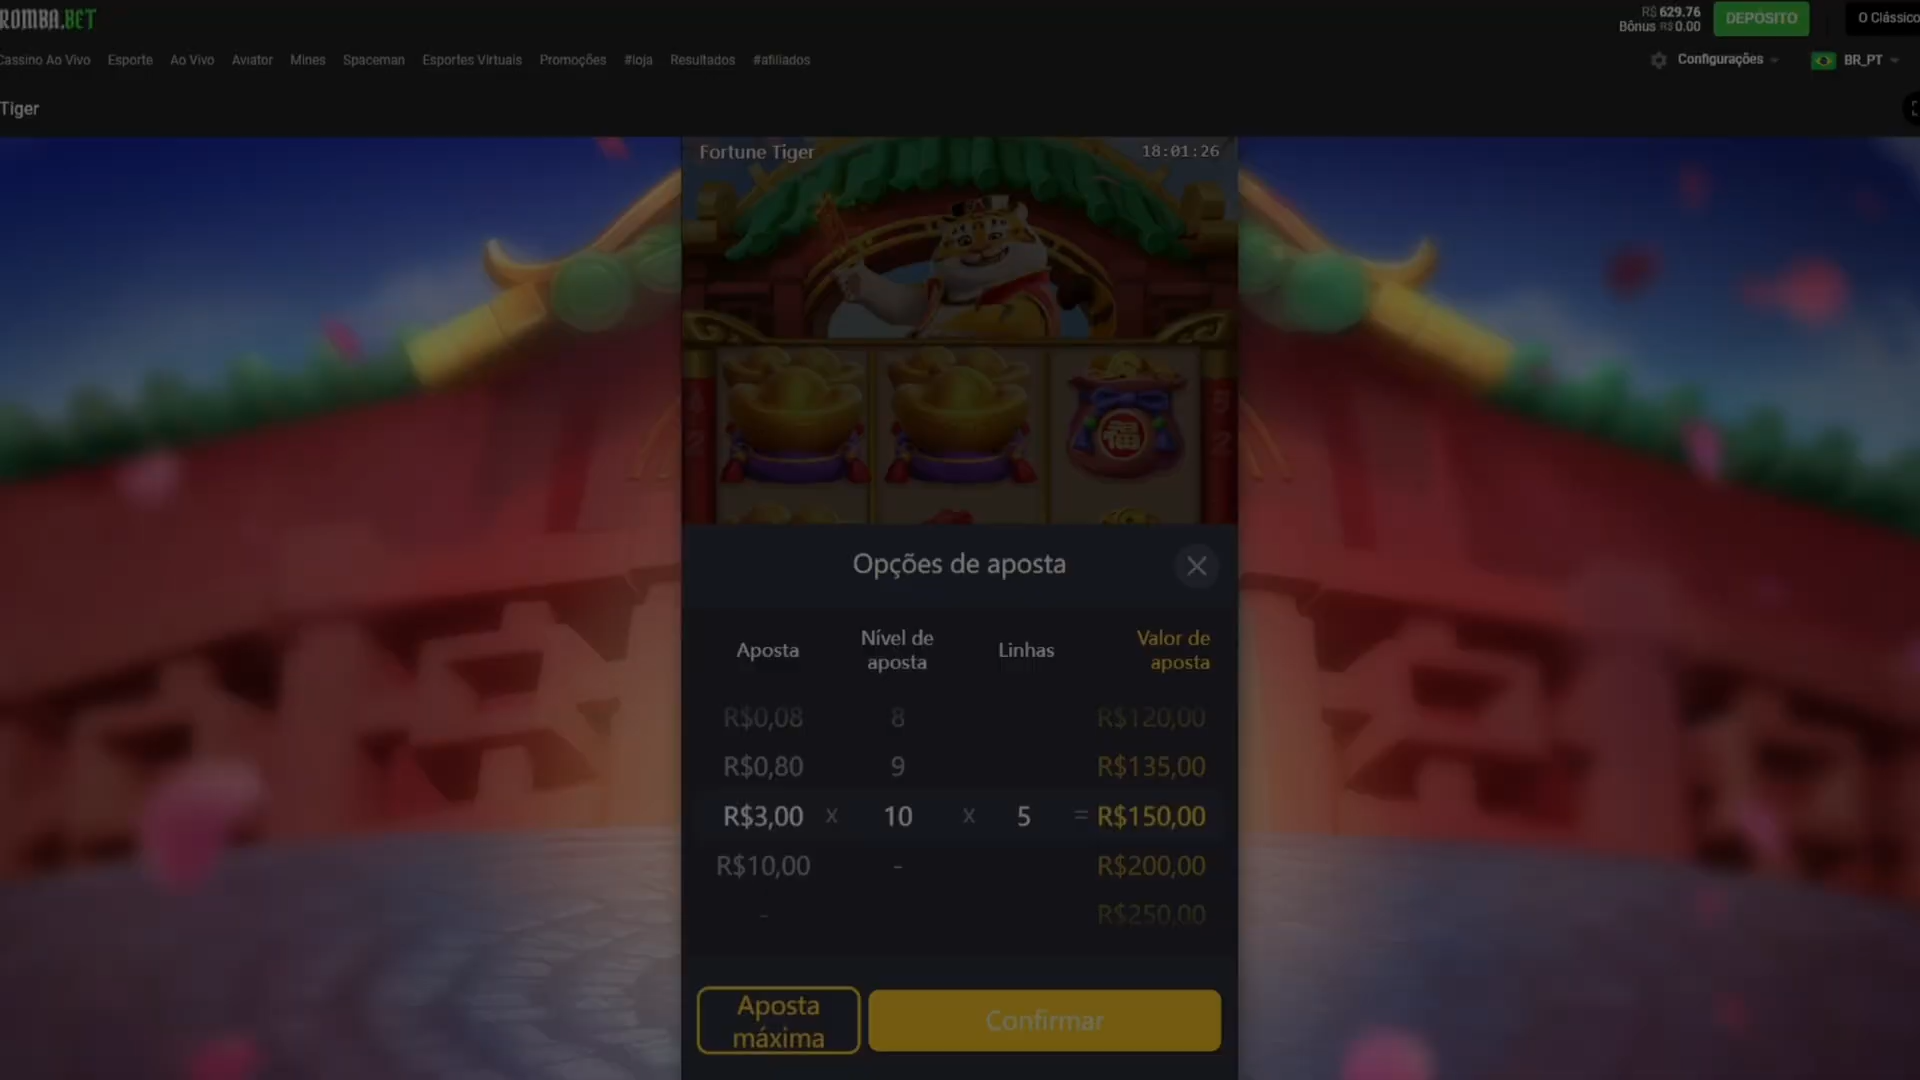 ROMBA.BET
R$ 629.76
Bônus R$ 0.00
DEPÓSITO
O Clássico
Cassino Ao Vivo Esporte Ao Vivo Aviator Mines Spaceman Esportes Virtuais Promoções #loja Resultados #afiliados
Configurações
BR_PT
Tiger
Fortune Tiger
18:01:26
福
Opções de aposta
Aposta
Nível de aposta
Linhas
Valor de aposta
R$0,08 8 R$120,00
R$0,80 9 R$135,00
R$3,00 x 10 x 5 = R$150,00
R$10,00 - R$200,00
- R$250,00
Aposta máxima
Confirmar